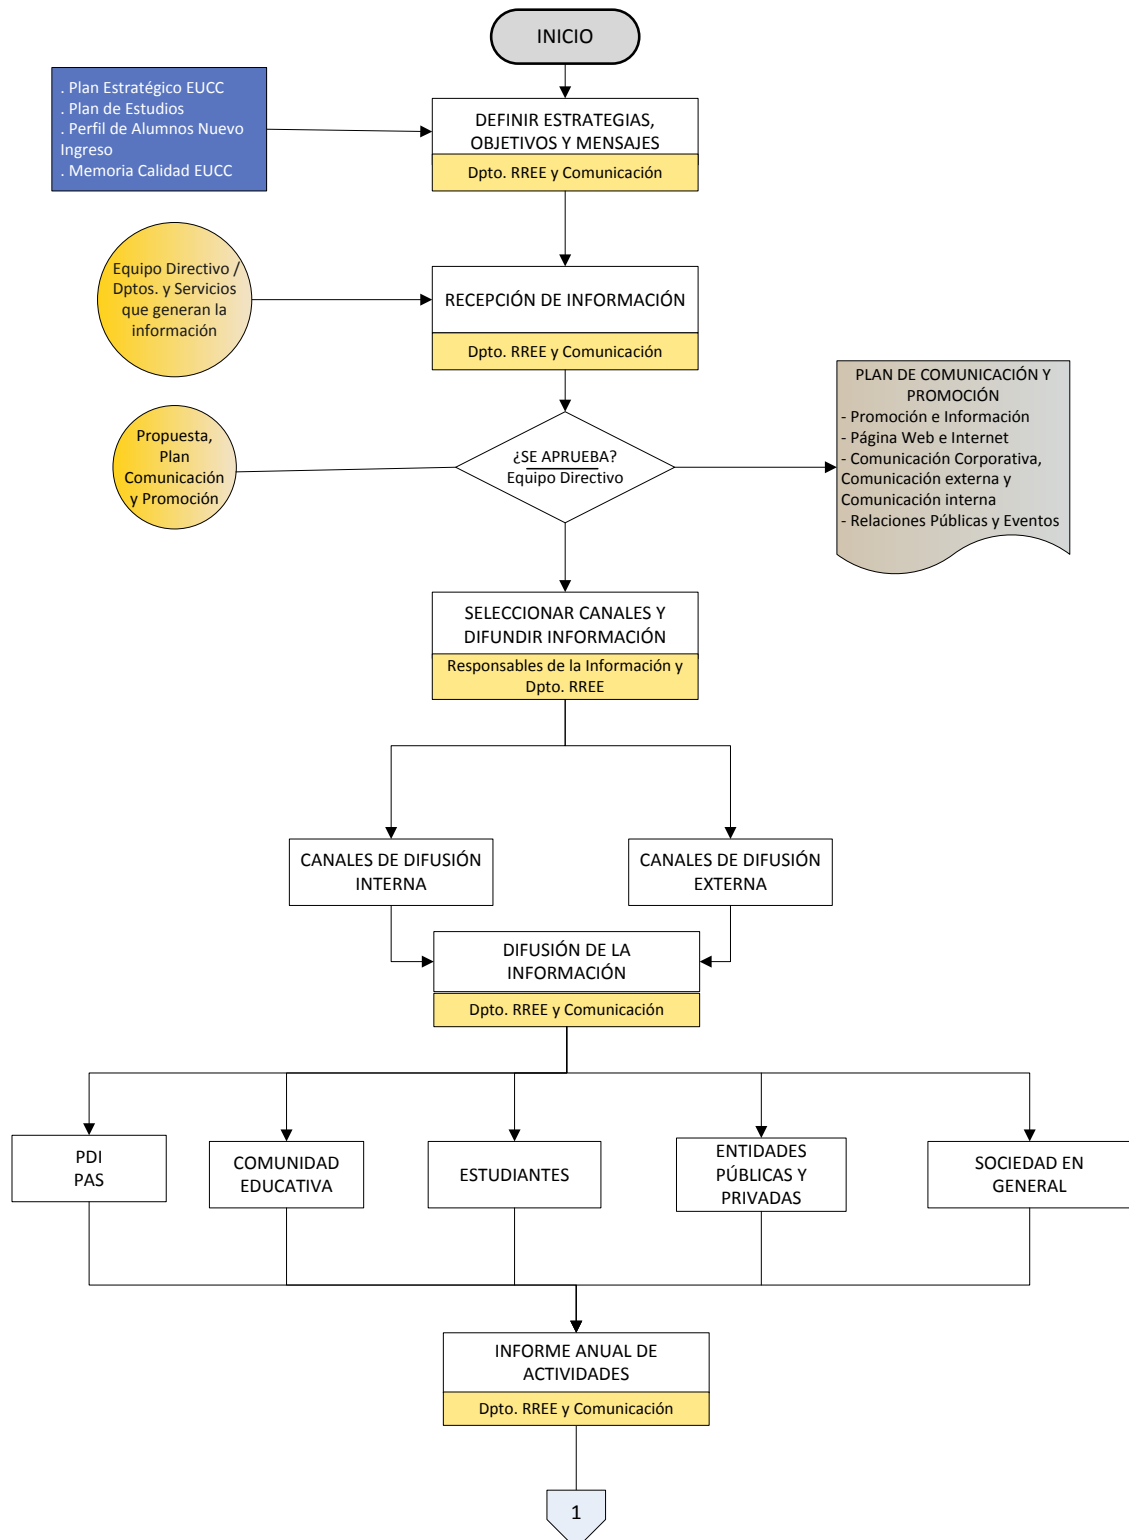 INICIO
. Plan Estratégico EUCC
. Plan de Estudios
. Perfil de Alumnos Nuevo
Ingreso
. Memoria Calidad EUCC
DEFINIR ESTRATEGIAS,
OBJETIVOS Y MENSAJES
Dpto. RREE y Comunicación
Equipo Directivo /
Dptos. y Servicios
que generan la
información
RECEPCIÓN DE INFORMACIÓN
Dpto. RREE y Comunicación
Propuesta,
Plan
Comunicación
y Promoción
¿SE APRUEBA?
Equipo Directivo
PLAN DE COMUNICACIÓN Y
PROMOCIÓN
- Promoción e Información
- Página Web e Internet
- Comunicación Corporativa,
Comunicación externa y
Comunicación interna
- Relaciones Públicas y Eventos
SELECCIONAR CANALES Y
DIFUNDIR INFORMACIÓN
Responsables de la Información y
Dpto. RREE
CANALES DE DIFUSIÓN
INTERNA
CANALES DE DIFUSIÓN
EXTERNA
DIFUSIÓN DE LA
INFORMACIÓN
Dpto. RREE y Comunicación
PDI
PAS
COMUNIDAD
EDUCATIVA
ESTUDIANTES
ENTIDADES
PÚBLICAS Y
PRIVADAS
SOCIEDAD EN
GENERAL
INFORME ANUAL DE
ACTIVIDADES
Dpto. RREE y Comunicación
1